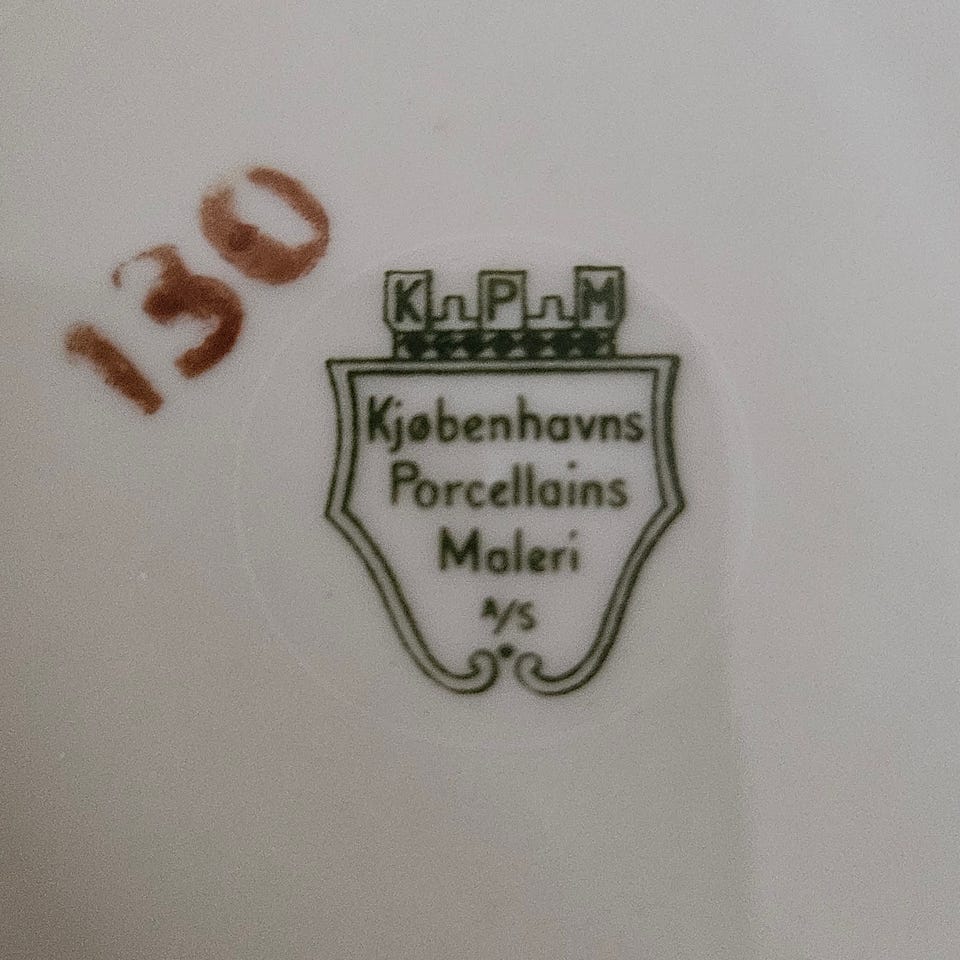 130
K P M
Kjøbenhavns
Porcellains
Maleri
A/S